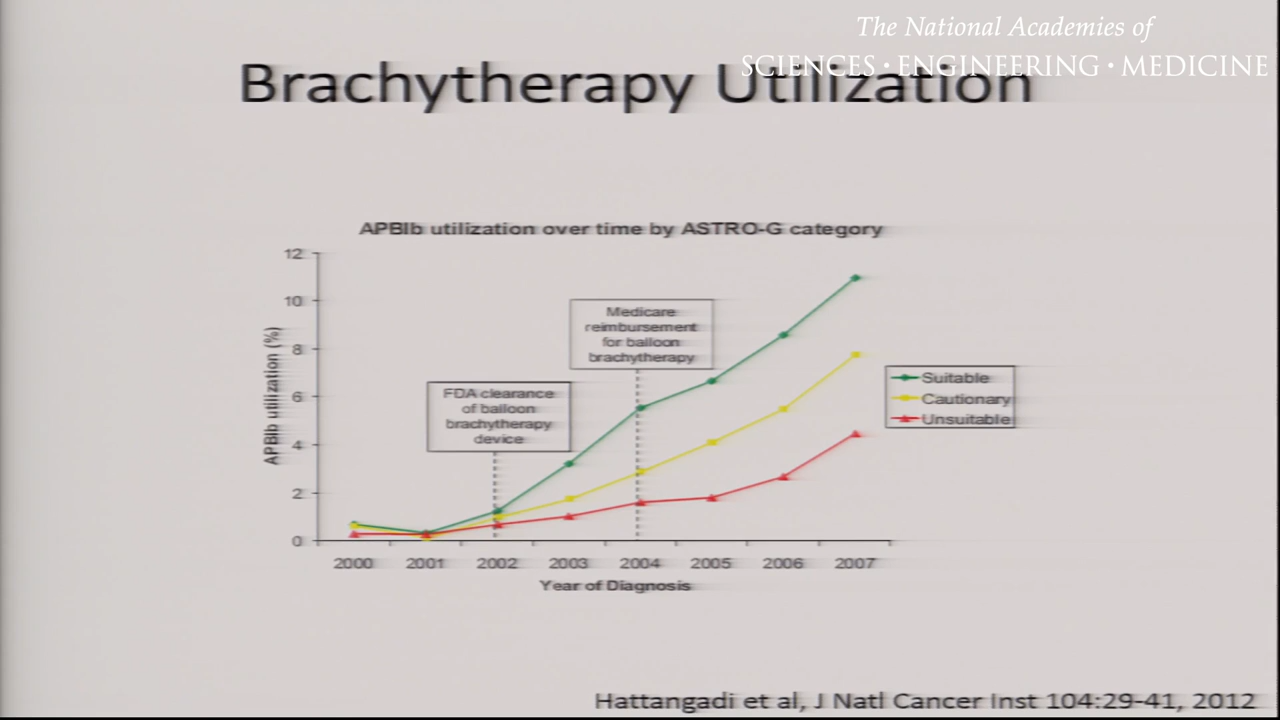 The National Academies of
SCIENCES • ENGINEERING • MEDICINE
Brachytherapy Utilization
APBIb utilization over time by ASTRO-G category
12
10
8
6
4
2
0
APBIb utilization (%)
Medicare
reimbursement
for balloon
brachytherapy
FDA clearance
of balloon
brachytherapy
device
Suitable
Cautionary
Unsuitable
2000 2001 2002 2003 2004 2005 2006 2007
Year of Diagnosis
Hattangadi et al, J Natl Cancer Inst 104:29-41, 2012